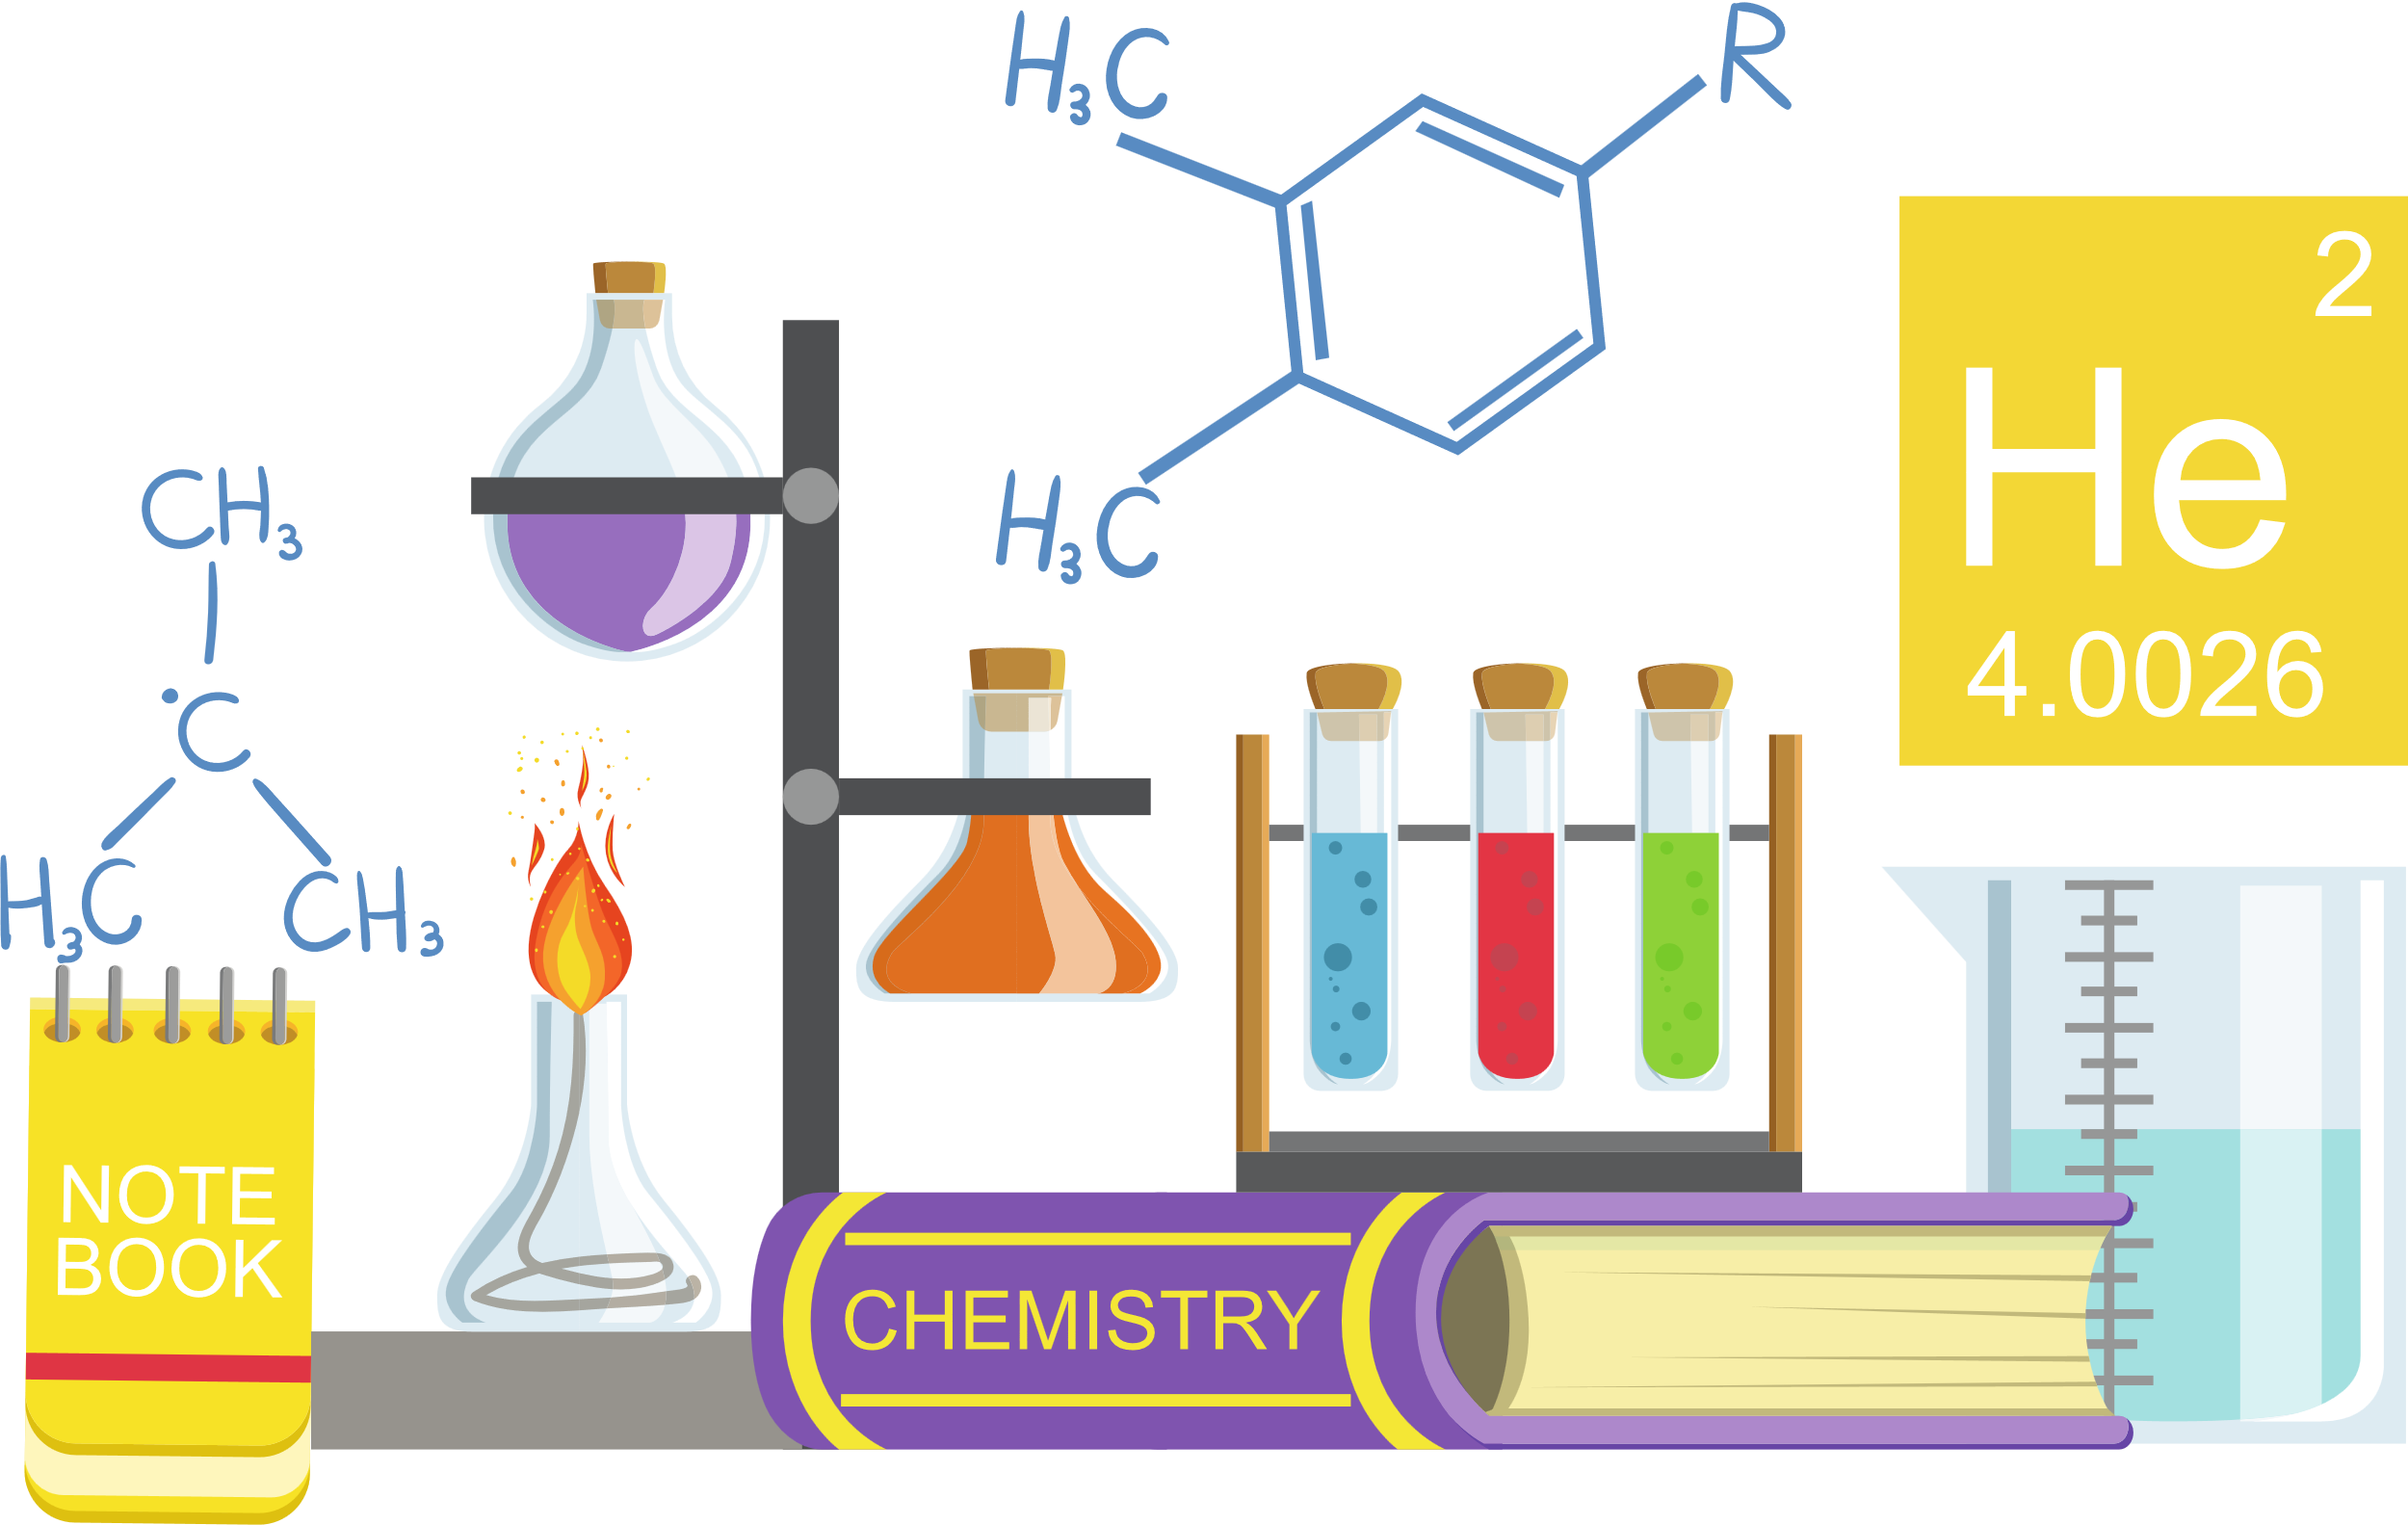 H₃C
R
2
He
4.0026
H₃C
CH₃
•C
H₃C
CH₃
NOTE
BOOK
CHEMISTRY